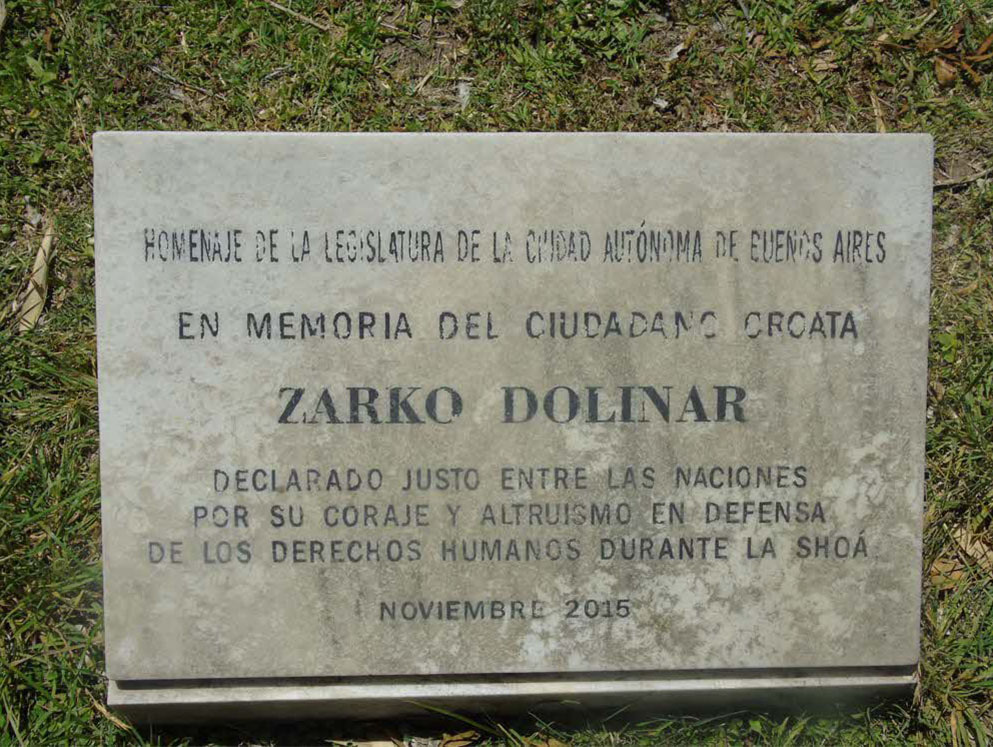 HOMENAJE DE LA LEGISLATURA DE LA CIUDAD AUTÓNOMA DE BUENOS AIRES
EN MEMORIA DEL CIUDADANO CROATA
ZARKO DOLINAR
DECLARADO JUSTO ENTRE LAS NACIONES
POR SU CORAJE Y ALTRUISMO EN DEFENSA
DE LOS DERECHOS HUMANOS DURANTE LA SHOÁ.
NOVIEMBRE 2015